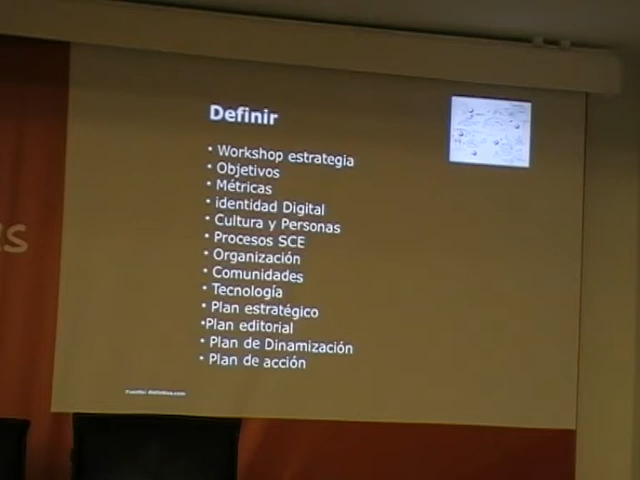 Definir
• Workshop estrategia
• Objetivos
• Métricas
• identidad Digital
• Cultura y Personas
• Procesos SCE
• Organización
• Comunidades
• Tecnología
• Plan estratégico
•Plan editorial
• Plan de Dinamización
• Plan de acción
as